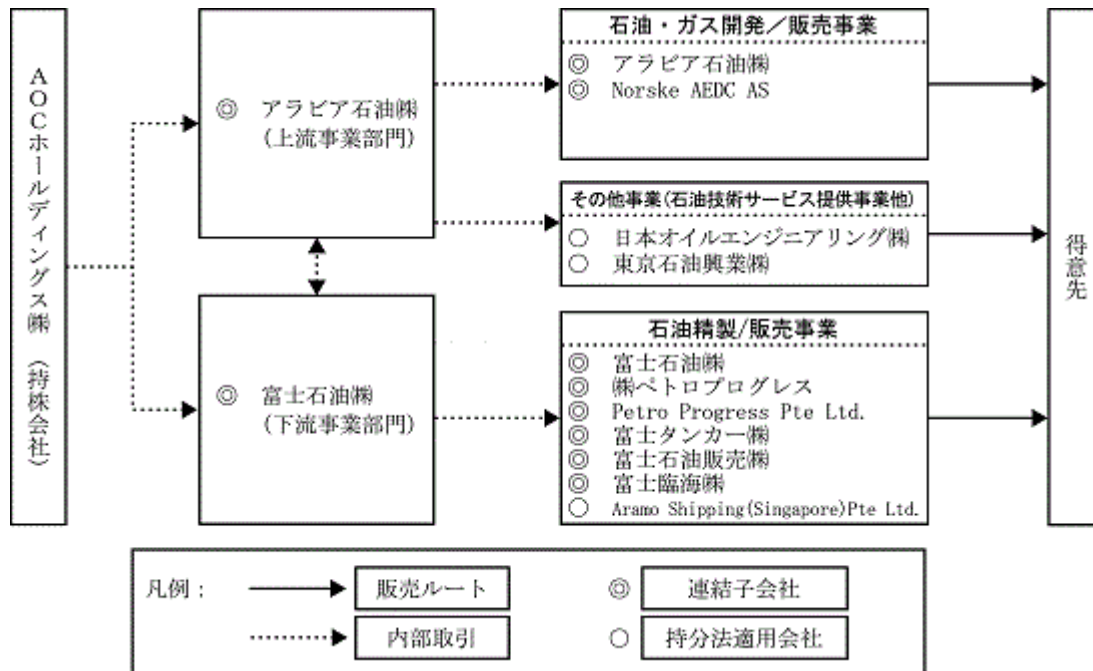 AOCホールディングス㈱ (持株会社)
◎ アラビア石油㈱
(上流事業部門)
◎ 富士石油㈱
(下流事業部門)
石油・ガス開発/販売事業
◎ アラビア石油㈱
◎ Norske AEDC AS
その他事業(石油技術サービス提供事業他)
○ 日本オイルエンジニアリング㈱
○ 東京石油興業㈱
石油精製/販売事業
◎ 富士石油㈱
◎ ㈱ペトロプログレス
◎ Petro Progress Pte Ltd.
◎ 富士タンカー㈱
◎ 富士石油販売㈱
◎ 富士臨海㈱
○ Aramo Shipping(Singapore)Pte Ltd.
得意先
凡例:
販売ルート
◎ 連結子会社
内部取引
○ 持分法適用会社